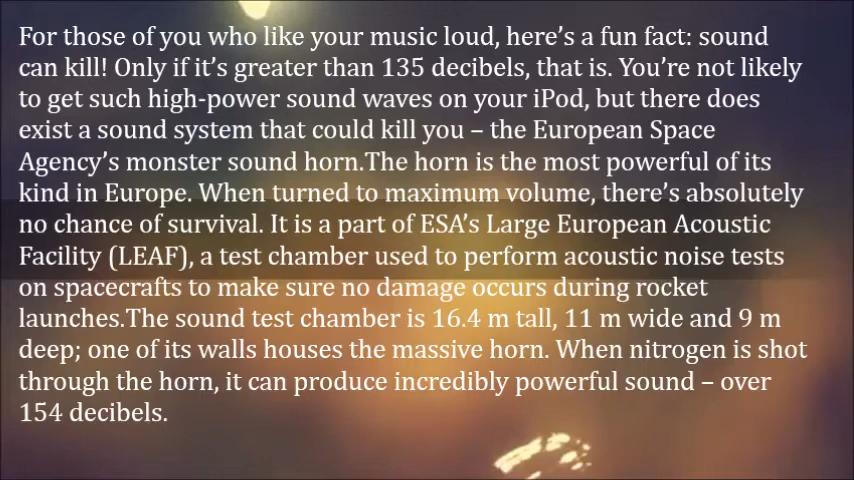 For those of you who like your music loud, here’s a fun fact: sound
can kill! Only if it’s greater than 135 decibels, that is. You’re not likely
to get such high-power sound waves on your iPod, but there does
exist a sound system that could kill you – the European Space
Agency’s monster sound horn.The horn is the most powerful of its
kind in Europe. When turned to maximum volume, there’s absolutely
no chance of survival. It is a part of ESA’s Large European Acoustic
Facility (LEAF), a test chamber used to perform acoustic noise tests
on spacecrafts to make sure no damage occurs during rocket
launches.The sound test chamber is 16.4 m tall, 11 m wide and 9 m
deep; one of its walls houses the massive horn. When nitrogen is shot
through the horn, it can produce incredibly powerful sound – over
154 decibels.